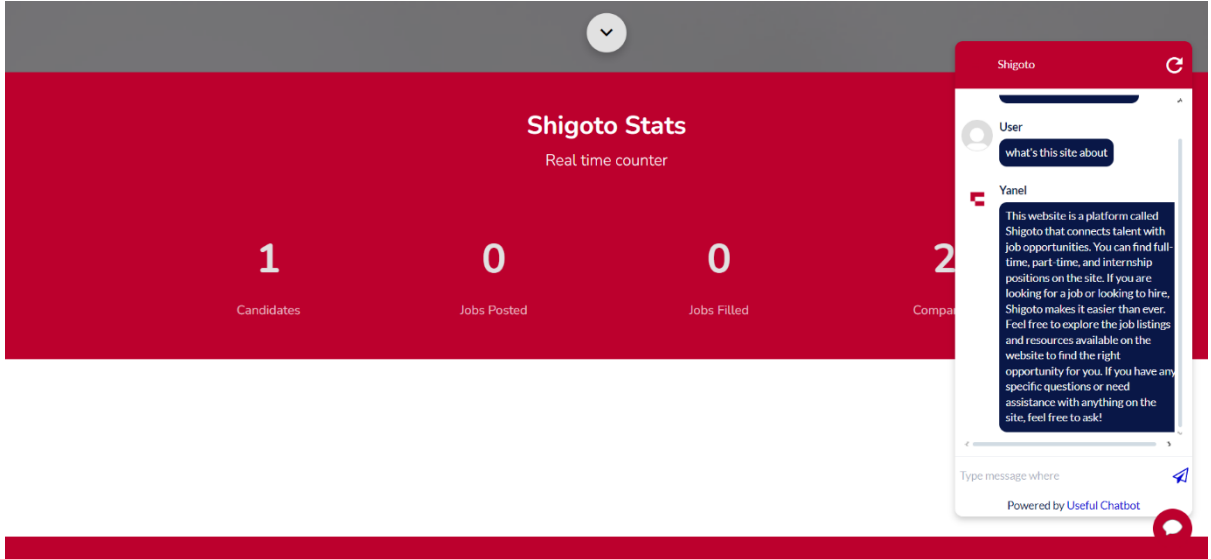 Shigoto Stats
Real time counter
1
0
0
2
Candidates
Jobs Posted
Jobs Filled
Compa
Shigoto
User
what's this site about
Yanel
This website is a platform called
Shigoto that connects talent with
job opportunities. You can find full-
time, part-time, and internship
positions on the site. If you are
looking for a job or looking to hire,
Shigoto makes it easier than ever.
Feel free to explore the job listings
and resources available on the
website to find the right
opportunity for you. If you have any
specific questions or need
assistance with anything on the
site, feel free to ask!
Type message where
Powered by Useful Chatbot